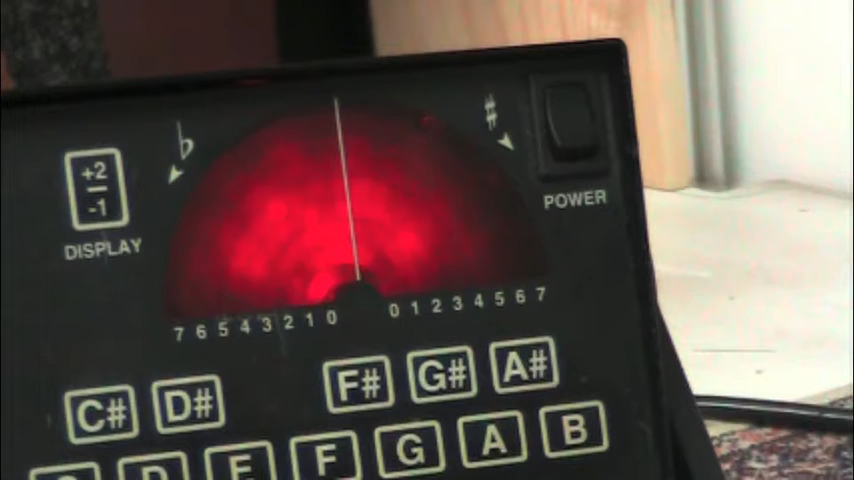 ♭ ♯
+2
-1
DISPLAY
POWER
7 6 5 4 3 2 1 0 0 1 2 3 4 5 6 7
C# D# F# G# A#
C D E F G A B